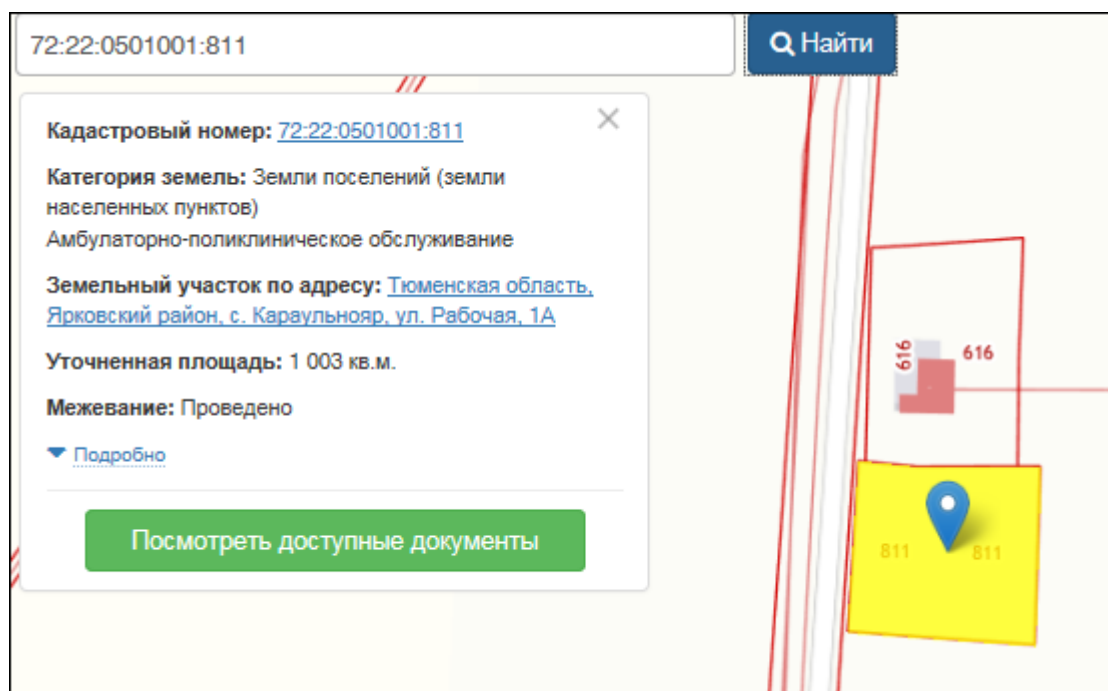 72:22:0501001:811
Найти
Кадастровый номер: 72:22:0501001:811
Категория земель: Земли поселений (земли
населенных пунктов)
Амбулаторно-поликлиническое обслуживание
Земельный участок по адресу: Тюменская область,
Ярковский район, с. Караульнояр, ул. Рабочая, 1А
Уточненная площадь: 1 003 кв.м.
Межевание: Проведено
Подробно
Посмотреть доступные документы
616
616
811
811